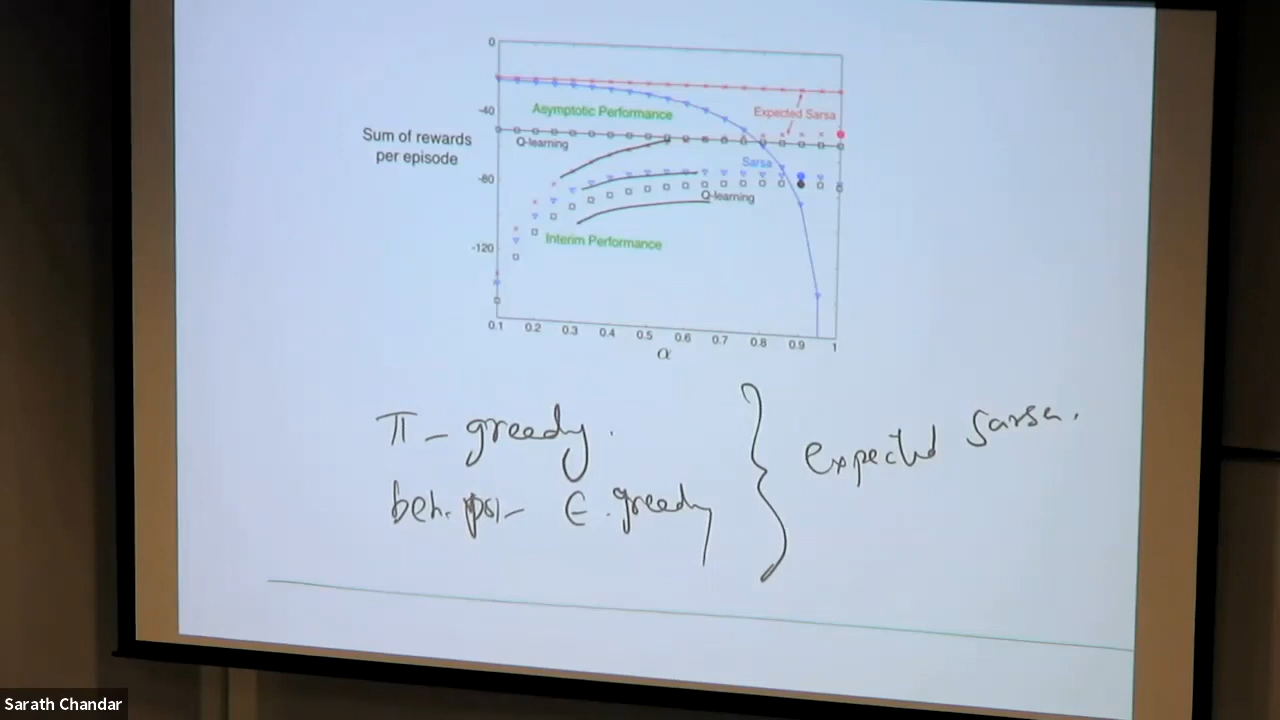 0
-40
-80
-120
Sum of rewards
per episode
Asymptotic Performance
Expected Sarsa
Q-learning
Sarsa
Q-learning
Interim Performance
0.1 0.2 0.3 0.4 0.5 0.6 0.7 0.8 0.9 1
α
π - greedy.
beh. pol - ε. greedy
expected Sarsa.
Sarath Chandar